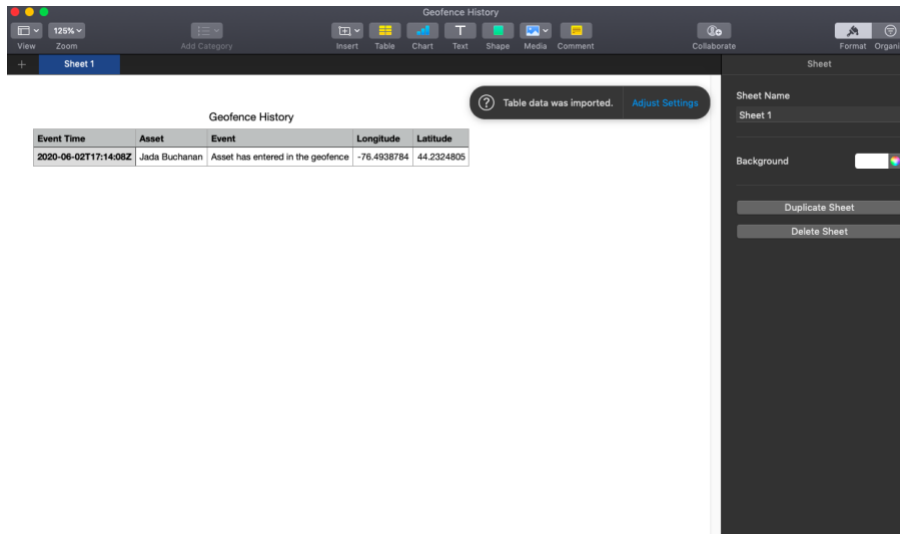 Geofence History
125%
View Zoom Add Category Insert Table Chart Text Shape Media Comment Collaborate Format Organi
+ Sheet 1
Sheet
Table data was imported. Adjust Settings
Geofence History
Event Time Asset Event Longitude Latitude
2020-06-02T17:14:08Z Jada Buchanan Asset has entered in the geofence -76.4938784 44.2324805
Sheet Name
Sheet 1
Background
Duplicate Sheet
Delete Sheet